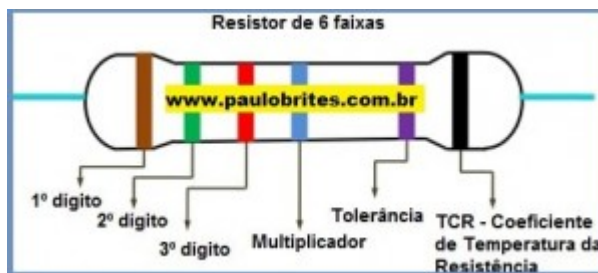 Resistor de 6 faixas
www.paulobrites.com.br
1º digito
2º digito
3º digito
Multiplicador
Tolerância
TCR - Coeficiente
de Temperatura da
Resistência